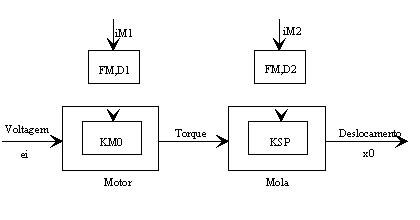 iM1
iM2
FM,D1
FM,D2
Voltagem
ei
KM0
Torque
KSP
Deslocamento
x0
Motor
Mola